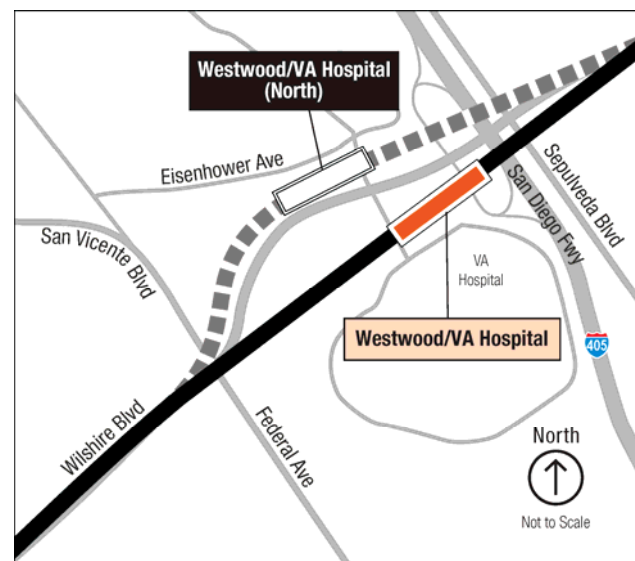 Westwood/VA Hospital
(North)
Eisenhower Ave
San Vicente Blvd
Sepulveda Blvd
San Diego Fwy
VA
Hospital
Westwood/VA Hospital
405
Wilshire Blvd
Federal Ave
North
Not to Scale